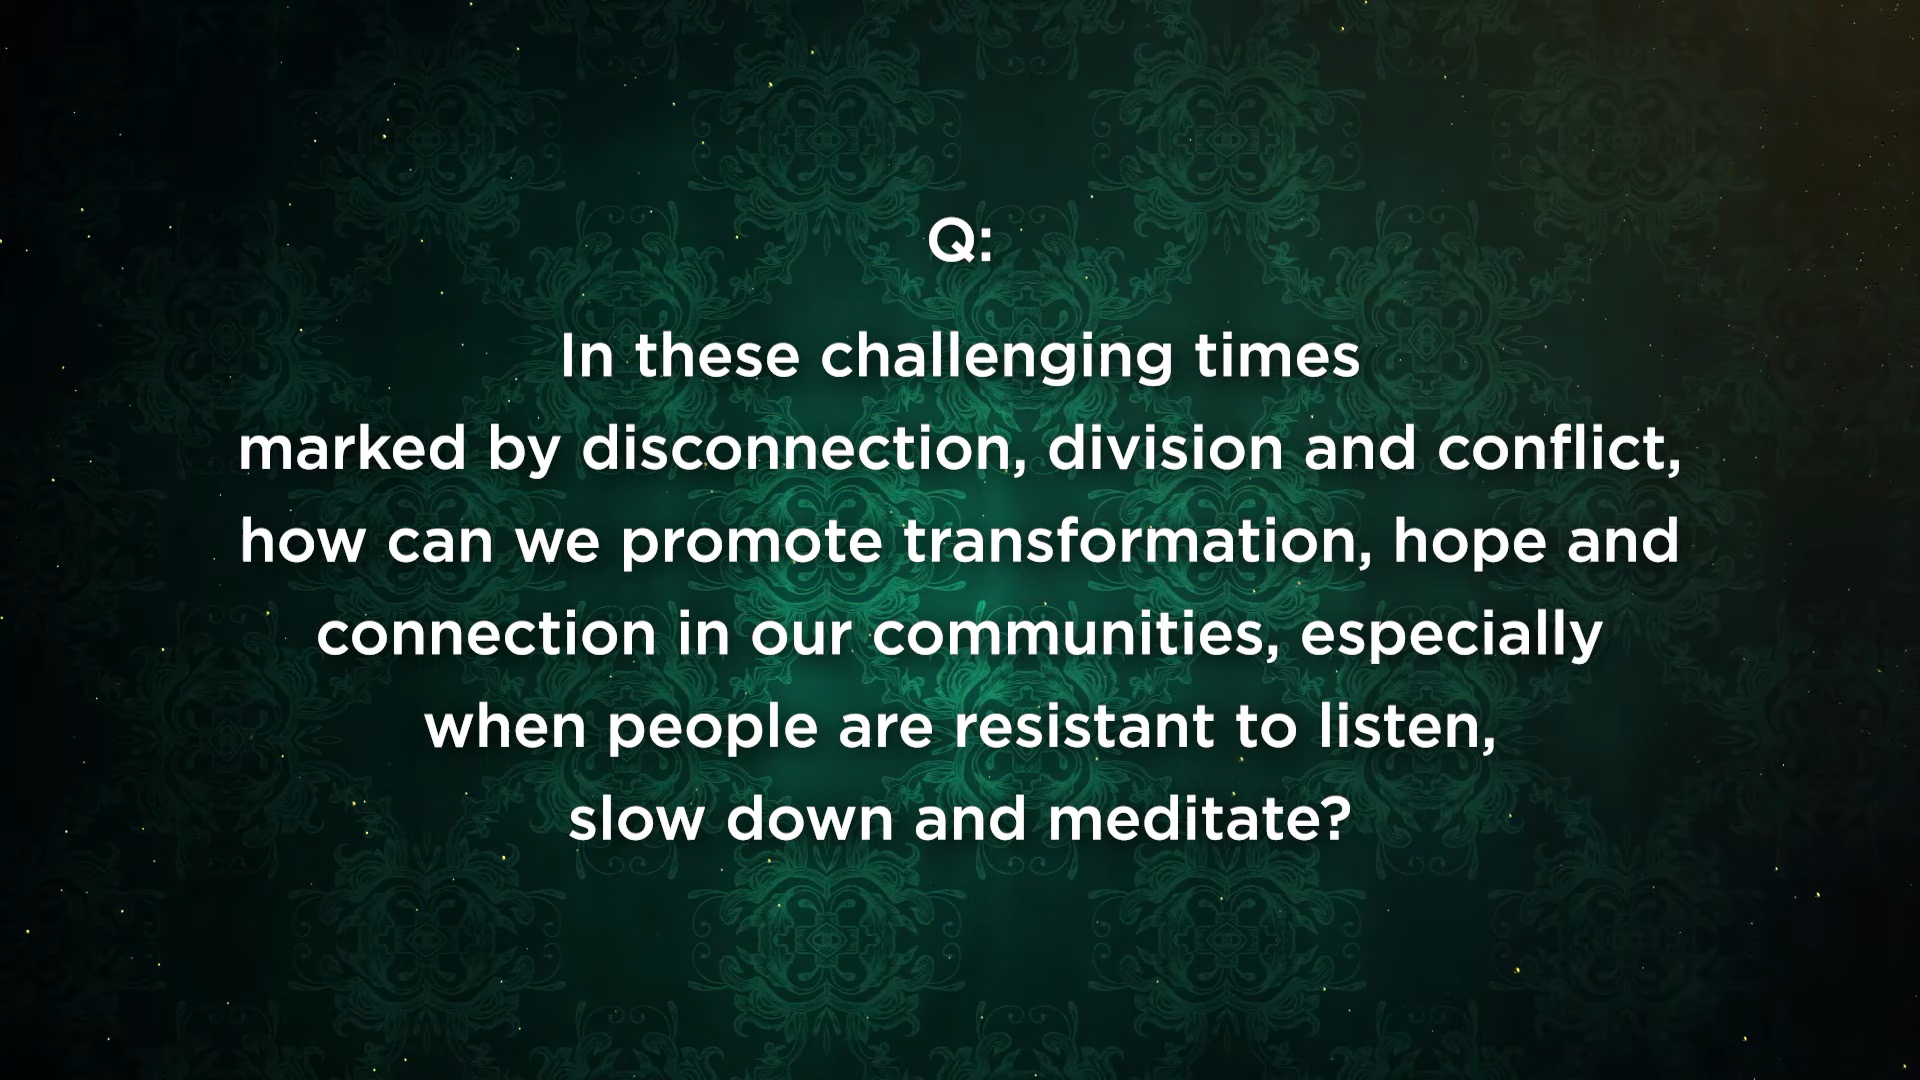 Q:
In these challenging times
marked by disconnection, division and conflict,
how can we promote transformation, hope and
connection in our communities, especially
when people are resistant to listen,
slow down and meditate?